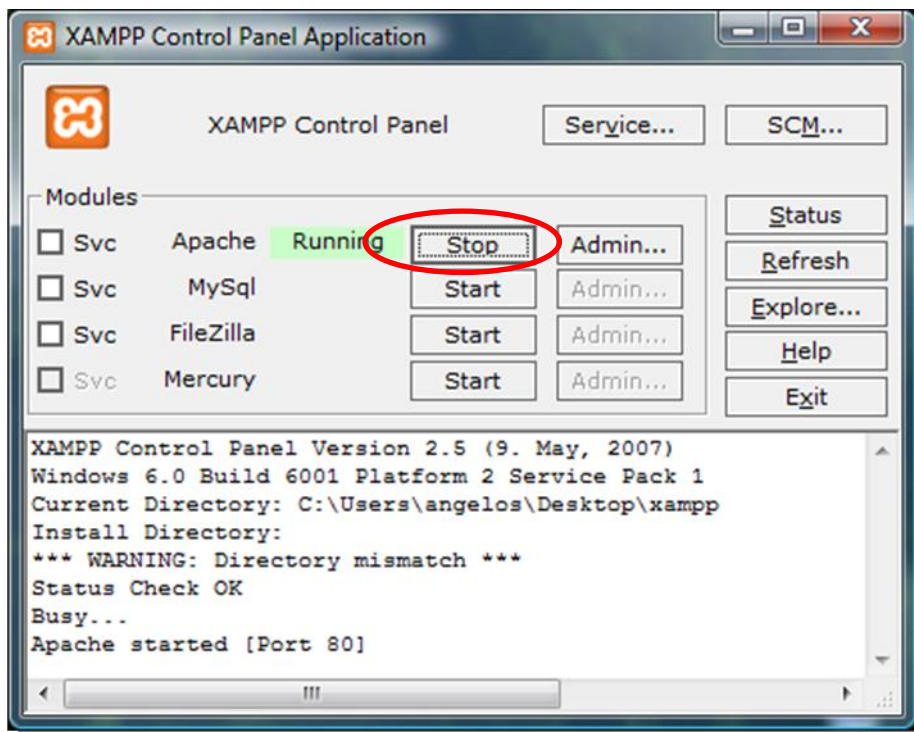 XAMPP Control Panel Application
XAMPP Control Panel Service... SCM...
Modules
Status
Svc Apache Running Stop Admin...
Refresh
Svc MySql Start Admin...
Explore...
Svc FileZilla Start Admin...
Help
Svc Mercury Start Admin...
Exit
XAMPP Control Panel Version 2.5 (9. May, 2007)
Windows 6.0 Build 6001 Platform 2 Service Pack 1
Current Directory: C:\Users\angelos\Desktop\xampp
Install Directory:
*** WARNING: Directory mismatch ***
Status Check OK
Busy...
Apache started [Port 80]